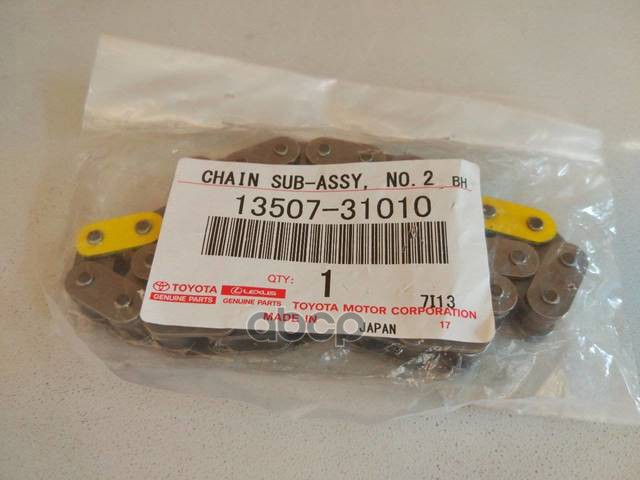 CHAIN SUB-ASSY, NO.2 BH
13507-31010
QTY: 1 7I13
TOYOTA LEXUS
GENUINE PARTS GENUINE PARTS TOYOTA MOTOR CORPORATION
MADE IN JAPAN 17
abcp